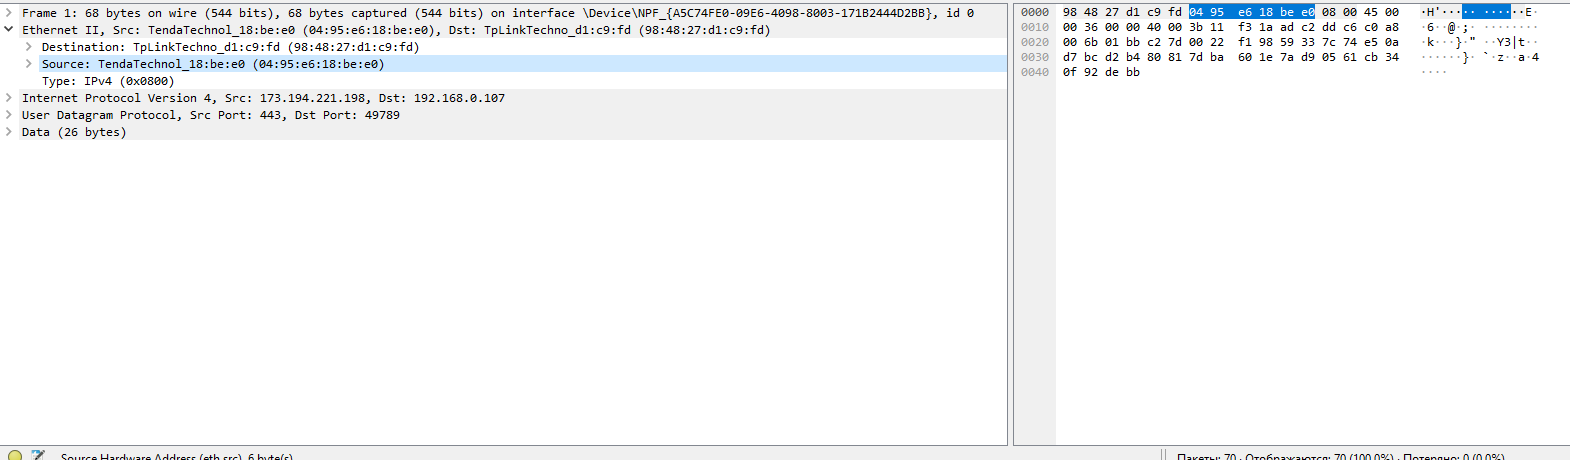 Frame 1: 68 bytes on wire (544 bits), 68 bytes captured (544 bits) on interface \Device\NPF_{A5C74FE0-09E6-4098-8003-171B2444D2BB}, id 0
Ethernet II, Src: TendaTechnol_18:be:e0 (04:95:e6:18:be:e0), Dst: TpLinkTechno_d1:c9:fd (98:48:27:d1:c9:fd)
Destination: TpLinkTechno_d1:c9:fd (98:48:27:d1:c9:fd)
Source: TendaTechnol_18:be:e0 (04:95:e6:18:be:e0)
Type: IPv4 (0x0800)
Internet Protocol Version 4, Src: 173.194.221.198, Dst: 192.168.0.107
User Datagram Protocol, Src Port: 443, Dst Port: 49789
Data (26 bytes)
0000 98 48 27 d1 c9 fd 04 95 e6 18 be e0 08 00 45 00 ·H'····· ······E·
0010 00 36 00 00 40 00 3b 11 f3 1a ad c2 dd c6 c0 a8 ·6··@·;· ········
0020 00 6b 01 bb c2 7d 00 22 f1 98 59 33 7c 74 e5 0a ·k···}·" ··Y3|t··
0030 d7 bc d2 b4 80 81 7d ba 60 1e 7a d9 05 61 cb 34 ······}· `·z··a·4
0040 0f 92 de bb ····
Source Hardware Address (eth.src), 6 byte(s)
Пакеты: 70 · Отображаются: 70 (100.0%) · Потеряно: 0 (0.0%)